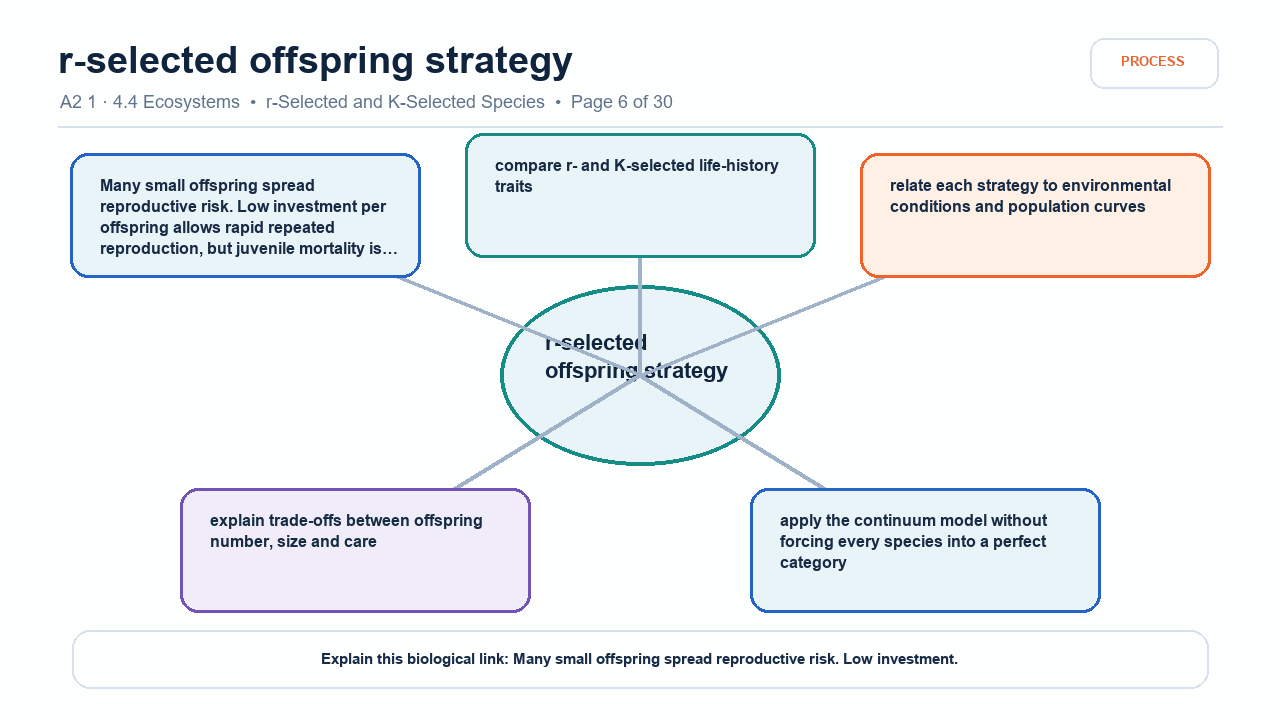 r-selected offspring strategy
PROCESS
A2 1 · 4.4 Ecosystems • r-Selected and K-Selected Species • Page 6 of 30
Many small offspring spread
reproductive risk. Low investment per
offspring allows rapid repeated
reproduction, but juvenile mortality is…
compare r- and K-selected life-history
traits
relate each strategy to environmental
conditions and population curves
r-selected
offspring strategy
explain trade-offs between offspring
number, size and care
apply the continuum model without
forcing every species into a perfect
category
Explain this biological link: Many small offspring spread reproductive risk. Low investment.